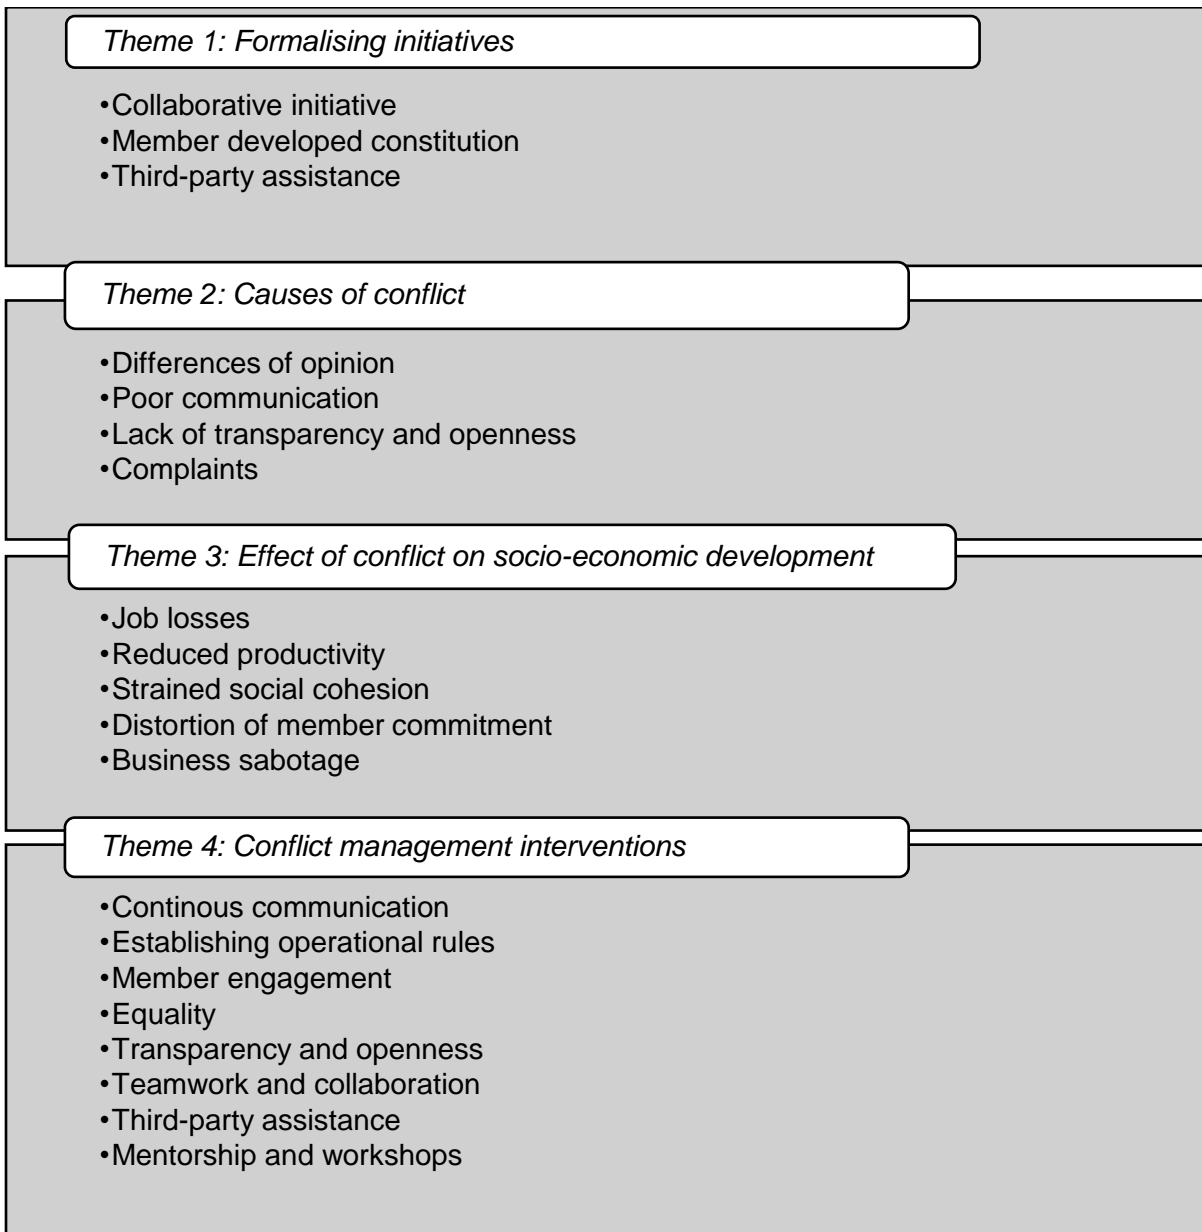 Theme 1: Formalising initiatives
•Collaborative initiative
•Member developed constitution
•Third-party assistance
Theme 2: Causes of conflict
•Differences of opinion
•Poor communication
•Lack of transparency and openness
•Complaints
Theme 3: Effect of conflict on socio-economic development
•Job losses
•Reduced productivity
•Strained social cohesion
•Distortion of member commitment
•Business sabotage
Theme 4: Conflict management interventions
•Continous communication
•Establishing operational rules
•Member engagement
•Equality
•Transparency and openness
•Teamwork and collaboration
•Third-party assistance
•Mentorship and workshops